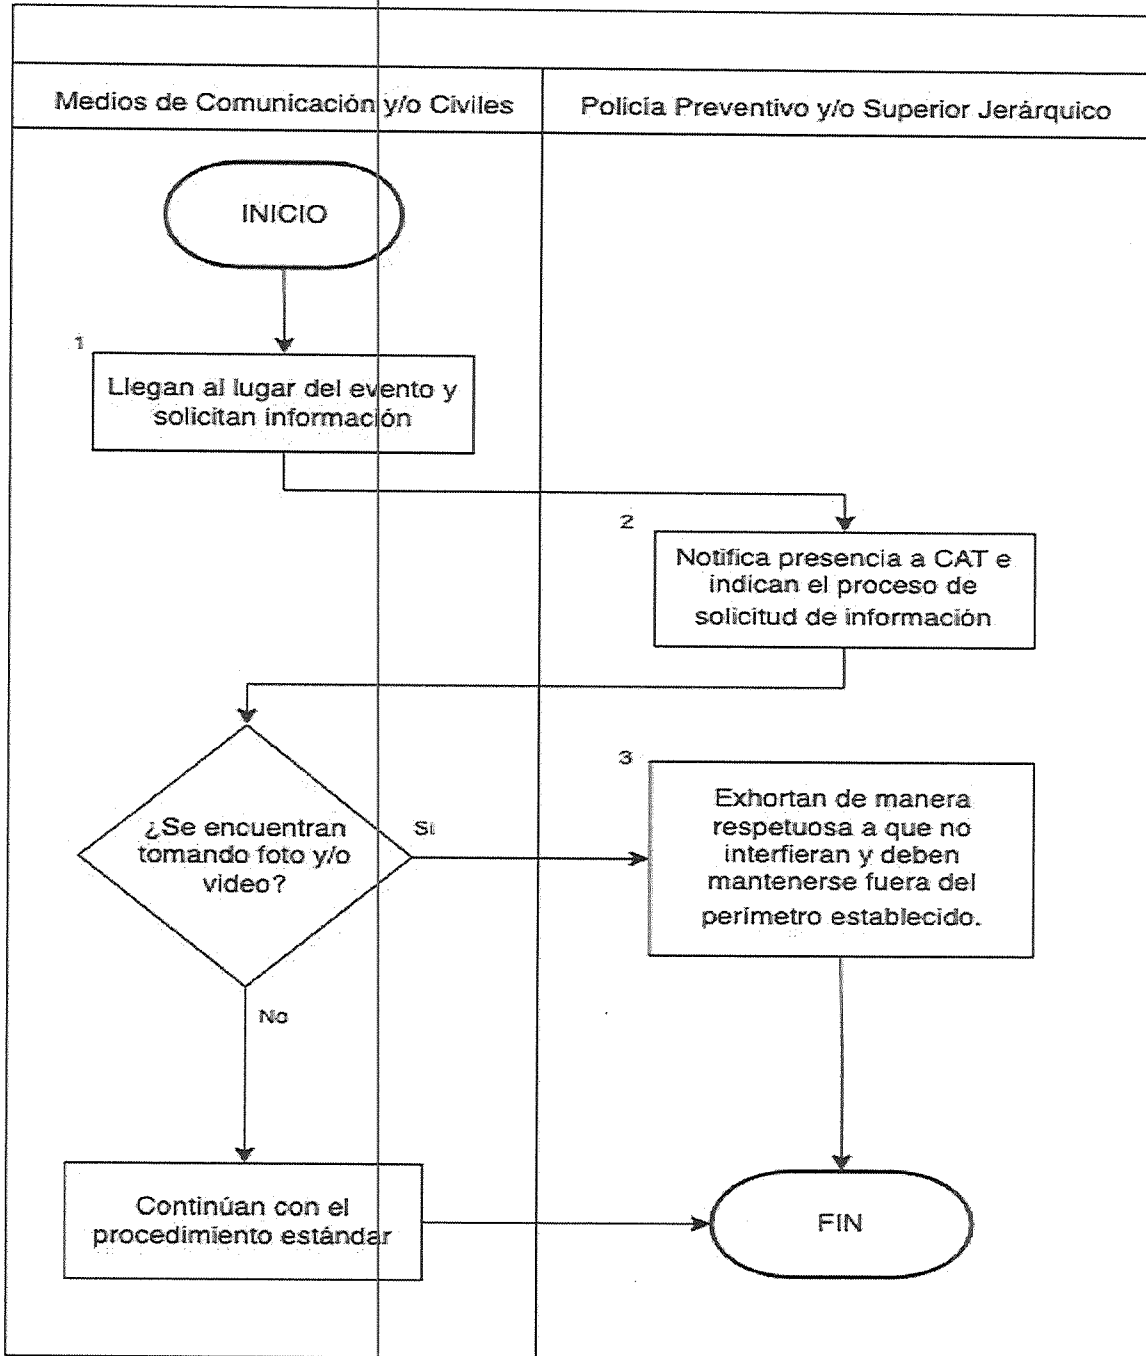 Medios de Comunicación y/o Civiles
Policía Preventivo y/o Superior Jerárquico
INICIO
1
Llegan al lugar del evento y
solicitan información
2
Notifica presencia a CAT e
indican el proceso de
solicitud de información
¿Se encuentran
tomando foto y/o
video?
Sí
3
Exhortan de manera
respetuosa a que no
interfieran y deben
mantenerse fuera del
perímetro establecido.
No
Continúan con el
procedimiento estándar
FIN